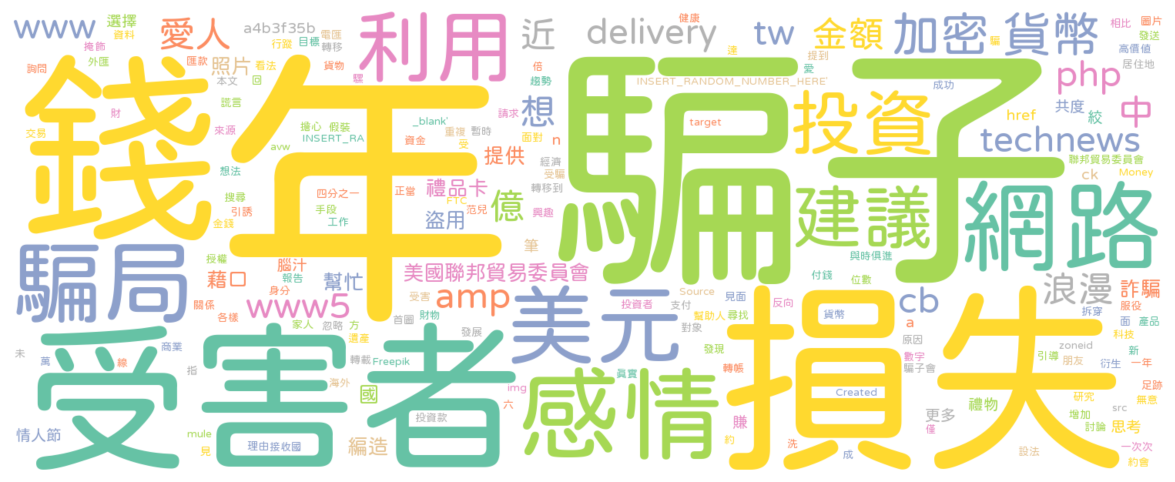 www
選擇
掩飾
資料
愛人
a4b3f35b
電匯
行蹤
目標
轉移
外匯
看法
匯款
照片
本文
回
貨物
利用
近
delivery
tw
金額
加密
貨幣
健康
騙
提到
達
愛
倍
趨勢
INSERT_RANDOM_NUMBER_HERE
成功
相比
圖片
發送
高價值
居住地
php
中
共度
絞
href
technews
聯邦貿易委員會
ck
Money
錢
年
騙子
投資
target
想
請求
謊言
擔心
假裝
_blank'
INSERT_RA
重複
暫時
受
資金
面對
n
財
來源
交易
avw
想法
搜尋
引誘
金錢
四分之一
手段
工作
正當
禮品卡
FTC
范兒
盜用
提供
經濟
受騙
轉移到
興趣
億
建議
網路
騙局
授權
藉口
腦汁
報告
身分
幫忙
美國聯邦貿易委員會
筆
www5
amp
受害
關係
各樣
家人
忽略
方
遺產
首圖
財物
發展
轉載
Freepik
美元
投資者
支付
Source
見面
幫助人
尋找
對象
反向
貨幣
cb
a
原因
數字
騙子會
與時俱進
付錢
位數
浪漫
詐騙
服役
拆穿
面
產品
科技
新
zoneid
引導
朋友
衍生
一年
足跡
無意
研究
src
增加
討論
思考
一次次
約會
受害者
未
萬
線
商業
指
海外
國
投資款
img
六
感情
真實
發現
轉帳
賺
約
損失
Created
洗
成
更多
僅
禮物
設法
情人節
mule
見
理由接收國
編造